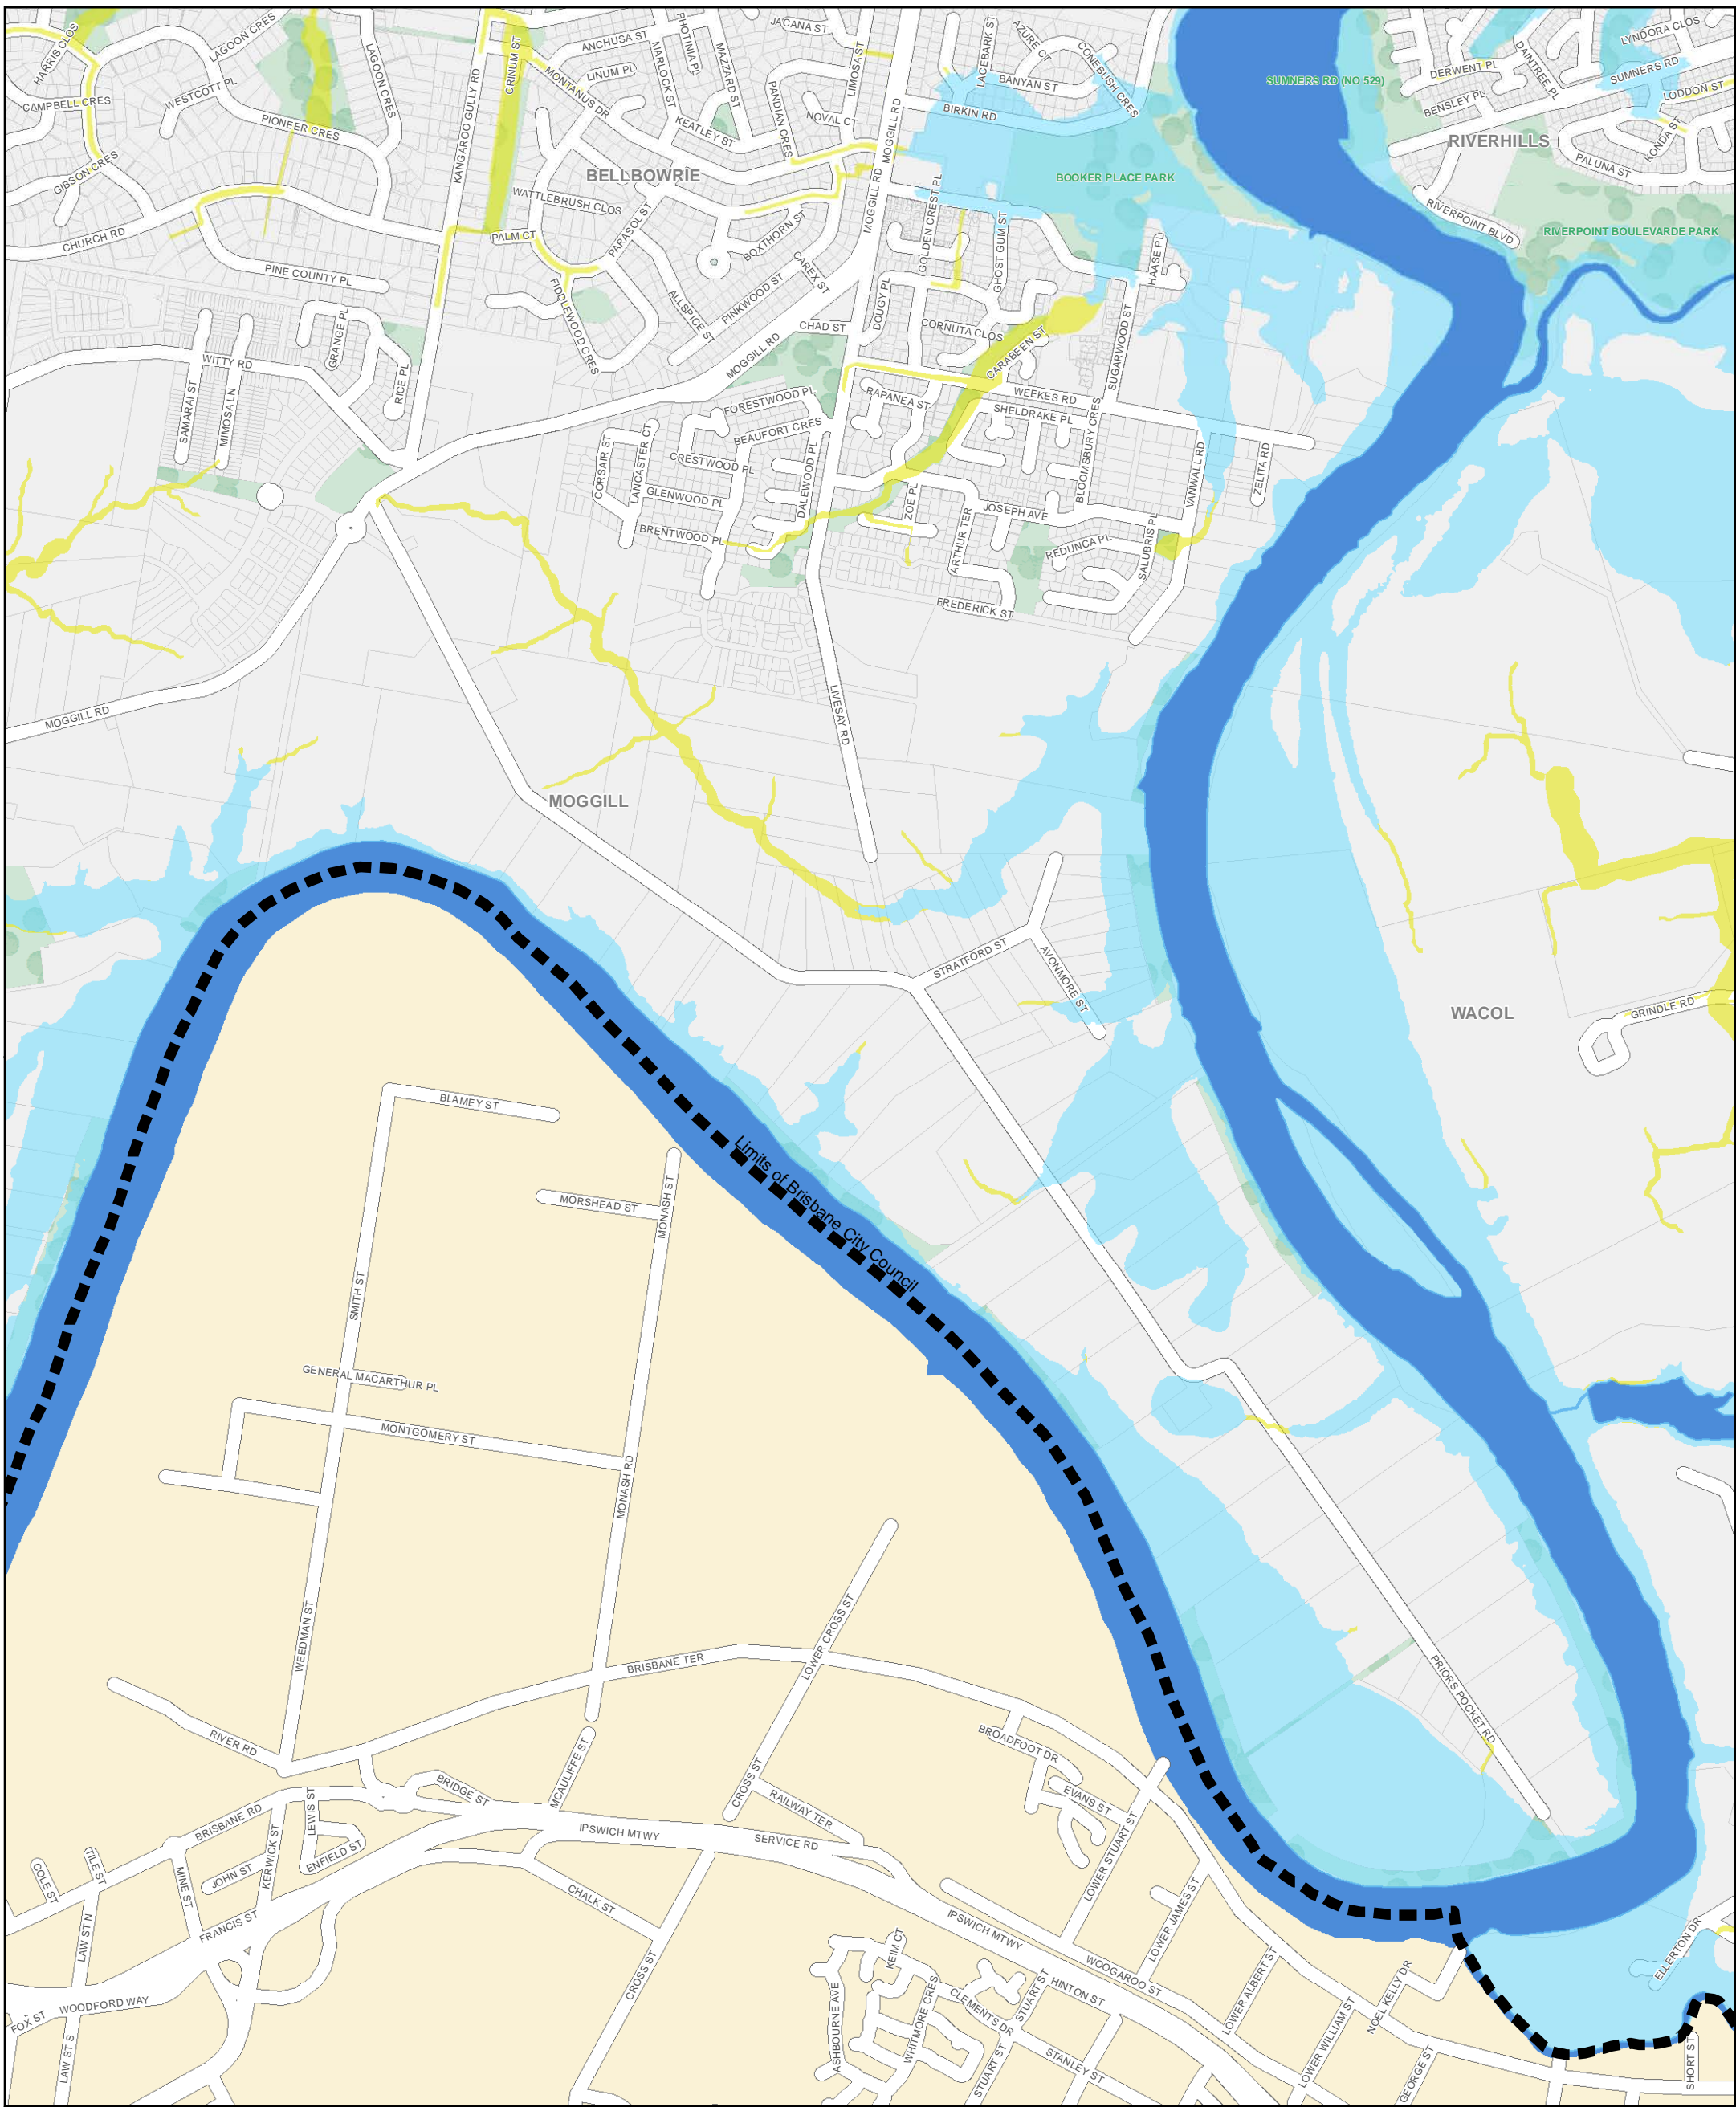 HARRIS CLOS
LAGOON CRES
LAGOON CRES
CAMPBELL CRES
WESTCOTT PL
PIONEER CRES
GIBSON CRES
CHURCH RD
PINE COUNTY PL
KANGAROO GULLY RD
CRINUM ST
MONTANUS DR
ANCHUSA ST
LINUM PL
MARLOCK ST
PHOTINIA PL
MAZZARD ST
JACANA ST
LIMOSA ST
PANDIAN CRES
NOVAL CT
KEATLEY ST
MOGGILL RD
BELLBOWRIE
WATTLEBRUSH CLOS
PALM CT
PARASOL ST
BOXTHORN ST
CAREX ST
PINKWOOD ST
ALLSPICE ST
FIDDLEWOOD CRES
MOGGILL RD
MOGGILL RD
LACEBARK ST
AZURE CT
CONEBUSH CRES
BANYAN ST
BIRKIN RD
BOOKER PLACE PARK
SUMNERS RD (NO 529)
DERWENT PL
DAINTREE PL
BENSLEY PL
LYNDORA CLOS
SUMNERS RD
LODDON ST
KONDA ST
PALUNA ST
RIVERHILLS
RIVERPOINT BLVD
RIVERPOINT BOULEVARDE PARK
GOLDEN CREST PL
GHOST GUM ST
HAASE PL
DOUGY PL
CHAD ST
CORNUTA CLOS
CARABEEN ST
SUGARWOOD ST
WITTY RD
GRANGE PL
RICE PL
SAMARAI ST
MIMOSA LN
FORESTWOOD PL
BEAUFORT CRES
CRESTWOOD PL
GLENWOOD PL
BRENTWOOD PL
CORSAIR ST
LANCASTER CT
DALEWOOD PL
RAPANEA ST
WEEKES RD
SHELDRAKE PL
BLOOMSBURY CRES
VANWALL RD
ZELITA RD
ZOE PL
JOSEPH AVE
ARTHUR TER
REDUNCA PL
SALUBRIS PL
FREDERICK ST
MOGGILL RD
LIVESAY RD
MOGGILL
STRATFORD ST
AVONMORE ST
WACOL
GRINDLE RD
BLAMEY ST
MORSHEAD ST
MONASH ST
Limits of Brisbane City Council
SMITH ST
GENERAL MACARTHUR PL
MONTGOMERY ST
MONASH RD
WEEDMAN ST
LOWER CROSS ST
BRISBANE TER
PRIORS POCKET RD
RIVER RD
BROADFOOT DR
EVANS ST
BRIDGE ST
MCAULIFFE ST
CROSS ST
RAILWAY TER
BRISBANE RD
LEWIS ST
IPSWICH MTWY
SERVICE RD
LOWER STUART ST
KERWICK ST
ENFIELD ST
JOHN ST
COLE ST
TILE ST
MINE ST
CHALK ST
LOWER JAMES ST
LAW ST N
FRANCIS ST
IPSWICH MTWY
WOOGAROO ST
KEIM CT
ELLERTON DR
CROSS ST
HINTON ST
LOWER ALBERT ST
NOEL KELLY DR
WOODFORD WAY
FOX ST
ASHBOURNE AVE
WHITMORE CRES
CLEMENTS DR
STUART ST
LOWER WILLIAM ST
LAW ST S
STUART ST
STANLEY ST
GEORGE ST
SHORT ST